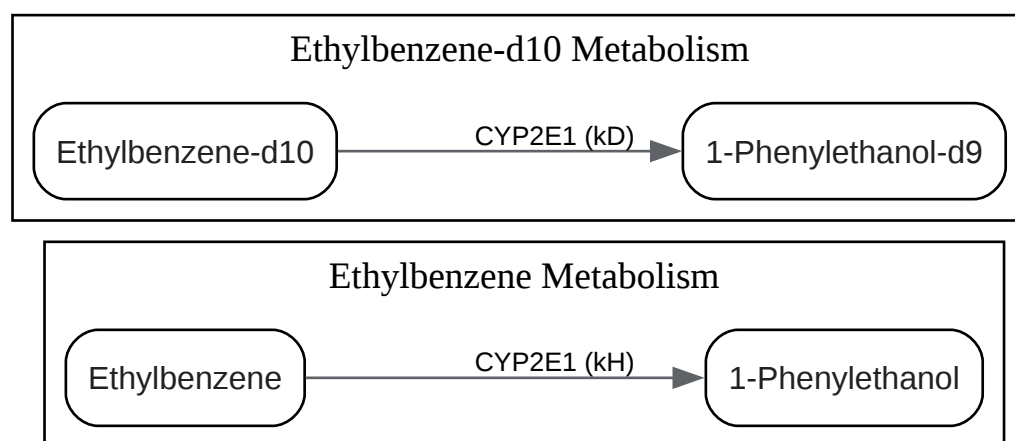 Ethylbenzene-d10 Metabolism
Ethylbenzene-d10
CYP2E1 (kD)
1-Phenylethanol-d9
Ethylbenzene Metabolism
Ethylbenzene
CYP2E1 (kH)
1-Phenylethanol